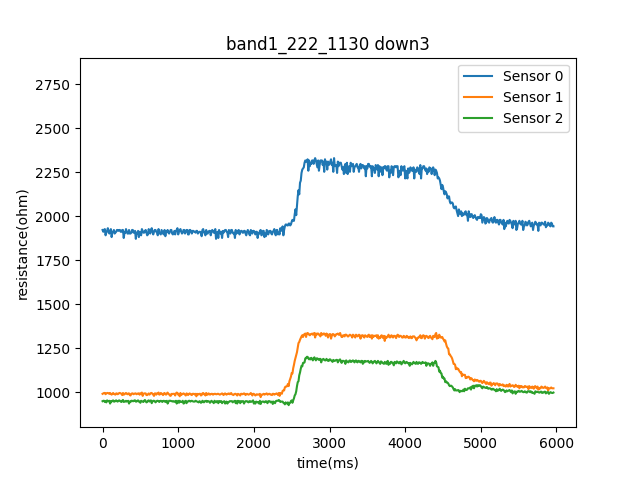 band1_222_1130 down3
Sensor 0
Sensor 1
Sensor 2
resistance(ohm)
2750
2500
2250
2000
1750
1500
1250
1000
0 1000 2000 3000 4000 5000 6000
time(ms)